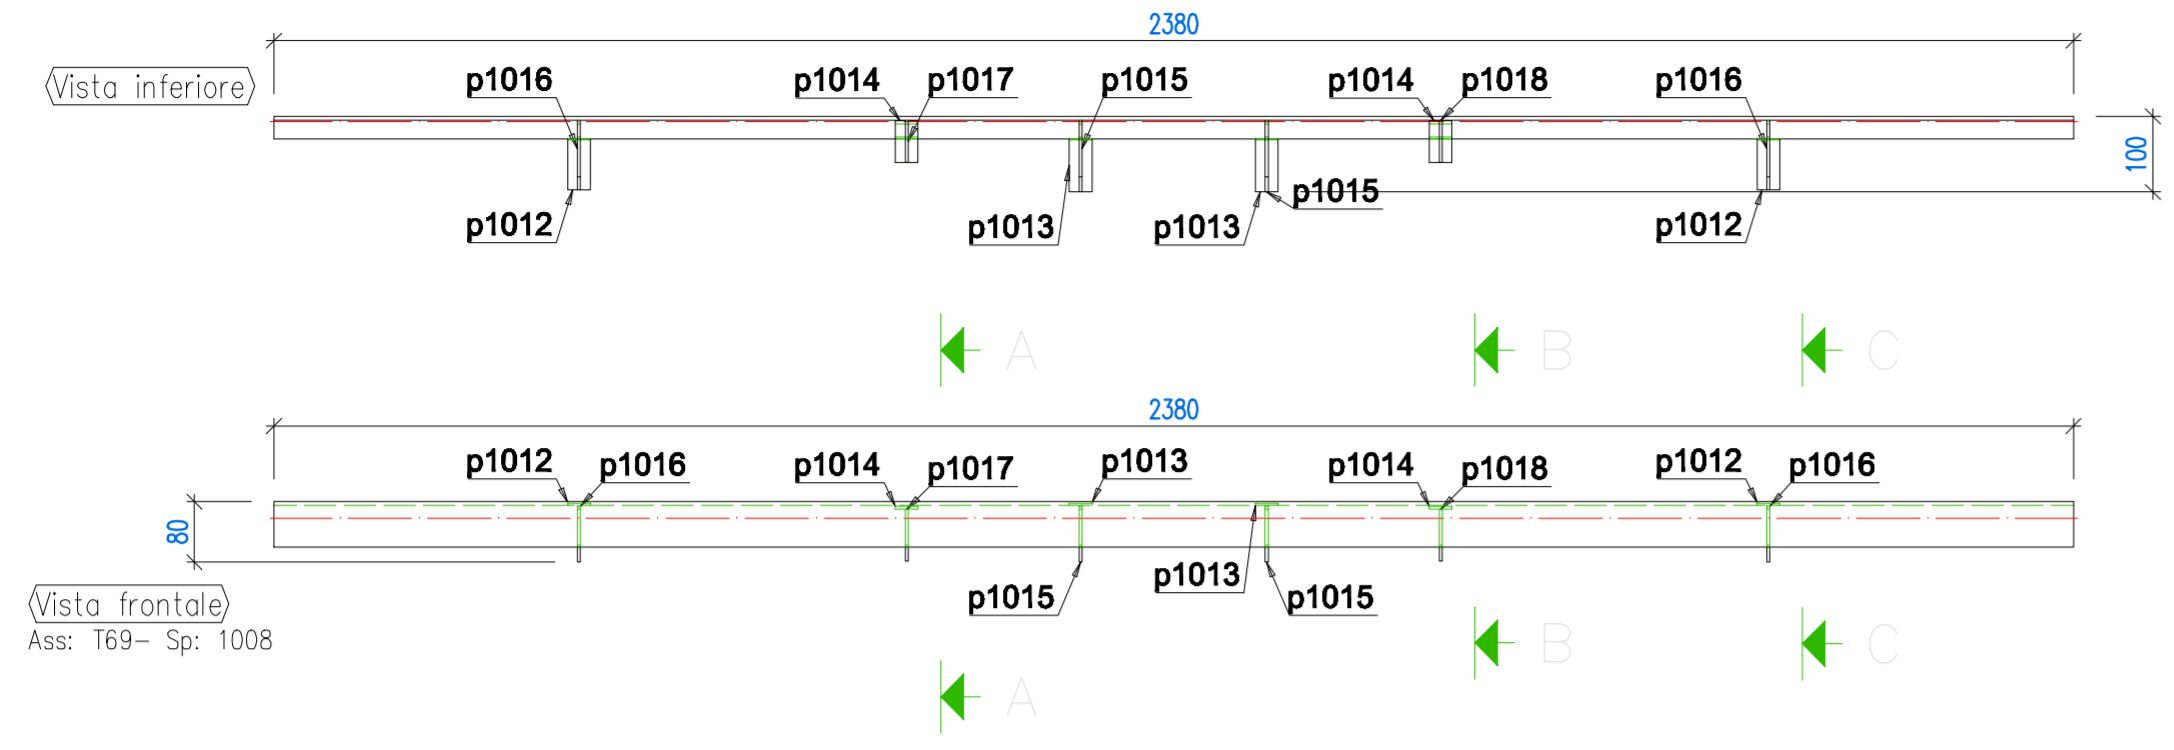 2380
Vista inferiore
p1016 p1014 p1017 p1015 p1014 p1018 p1016
100
p1015
p1012 p1013 p1013 p1012
A B C
2380
p1012 p1016 p1014 p1017 p1013 p1014 p1018 p1012 p1016
80
p1013
p1015 p1015
Vista frontale
Ass: T69- Sp: 1008
B C
A